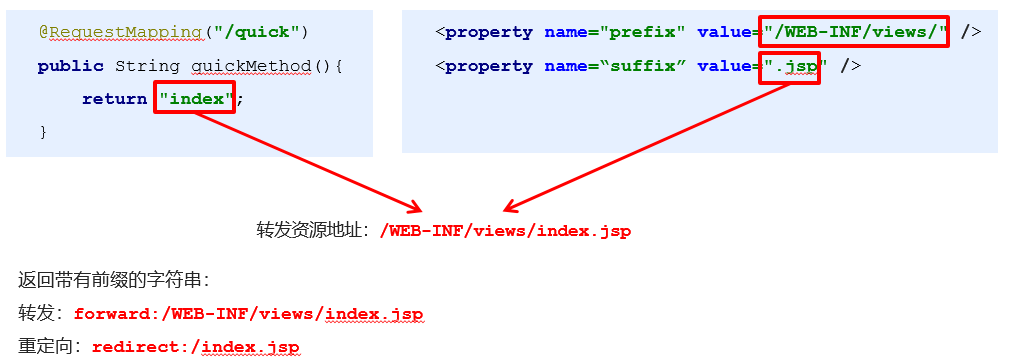 @RequestMapping("/quick")
public String quickMethod(){
return "index";
}
<property name="prefix" value="/WEB-INF/views/" />
<property name=“suffix” value=".jsp" />
转发资源地址：/WEB-INF/views/index.jsp
返回带有前缀的字符串：
转发：forward:/WEB-INF/views/index.jsp
重定向：redirect:/index.jsp